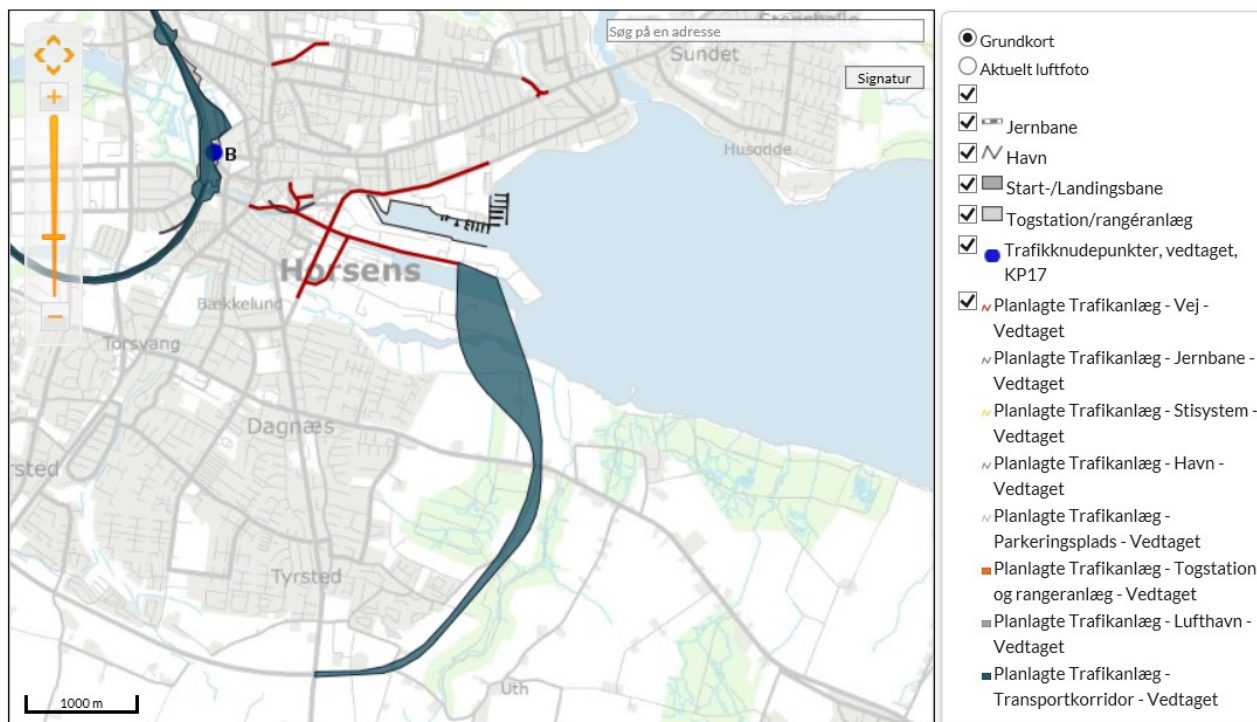 Stensballe
Søg på en adresse
Sundet
Signatur
Husodde
B
Horsens
Bækkelund
Torsvang
Dagnæs
rsted
Tyrsted
Uth
1000 m
Grundkort
Aktuelt luftfoto
Jernbane
Havn
Start-/Landingsbane
Togstation/rangéranlæg
Trafikknudepunkter, vedtaget,
KP17
Planlagte Trafikanlæg - Vej -
Vedtaget
Planlagte Trafikanlæg - Jernbane -
Vedtaget
Planlagte Trafikanlæg - Stisystem -
Vedtaget
Planlagte Trafikanlæg - Havn -
Vedtaget
Planlagte Trafikanlæg -
Parkeringsplads - Vedtaget
Planlagte Trafikanlæg - Togstation
og rangeranlæg - Vedtaget
Planlagte Trafikanlæg - Lufthavn -
Vedtaget
Planlagte Trafikanlæg -
Transportkorridor - Vedtaget